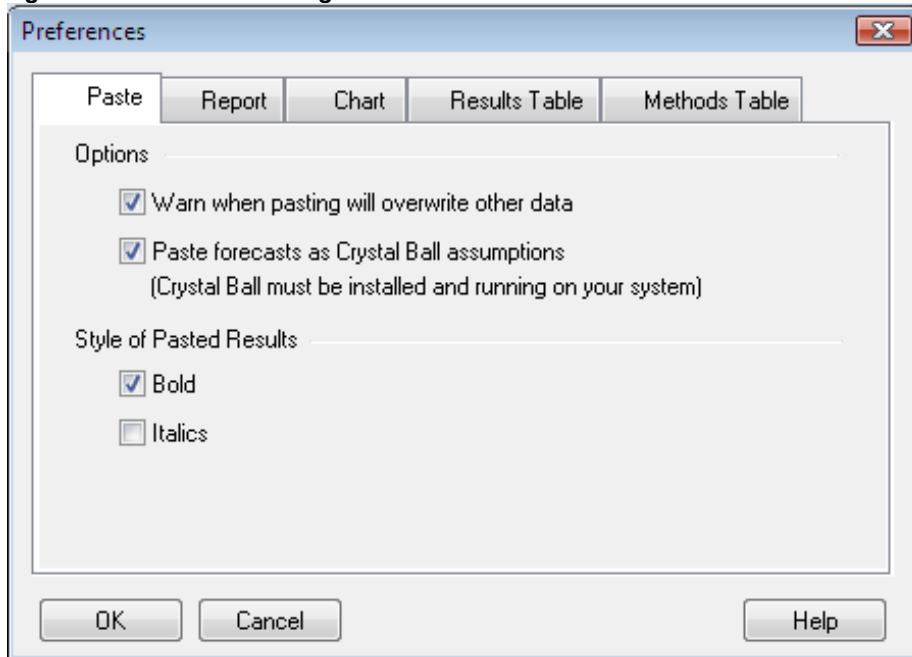 Preferences
Paste Report Chart Results Table Methods Table
Options
Warn when pasting will overwrite other data
Paste forecasts as Crystal Ball assumptions
(Crystal Ball must be installed and running on your system)
Style of Pasted Results
Bold
Italics
OK Cancel Help